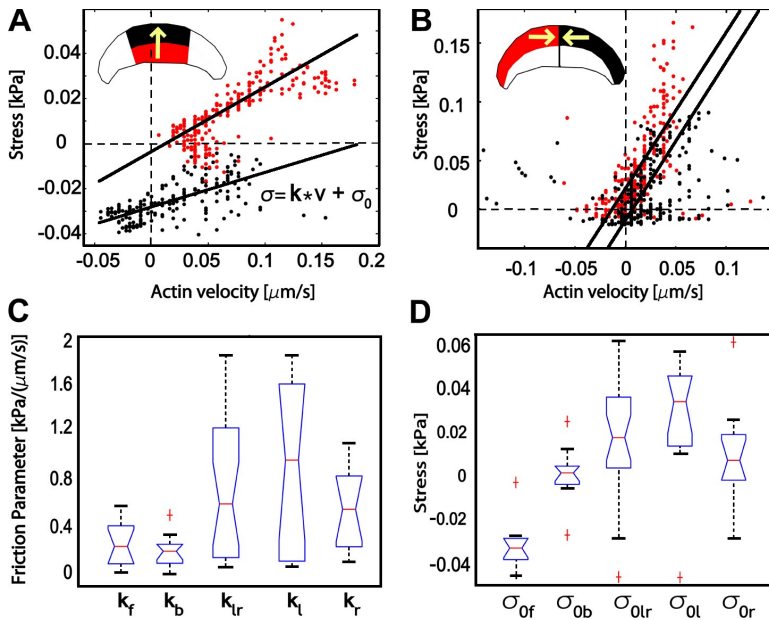 A
B
Stress [kPa]
0.04
0.02
0
-0.02
-0.04
σ=k*v + σ0
-0.05 0 0.05 0.1 0.15 0.2
Actin velocity [μm/s]
Stress [kPa]
0.15
0.1
0.05
0
-0.1 -0.05 0 0.05 0.1
Actin velocity [μm/s]
C
D
Friction Parameter [kPa/(μm/s)]
2
1.6
1.2
0.8
0.4
0
kf kb klr kl kr
Stress [kPa]
0.06
0.04
0.02
0
-0.02
-0.04
σ0f σ0b σ0lr σ0l σ0r